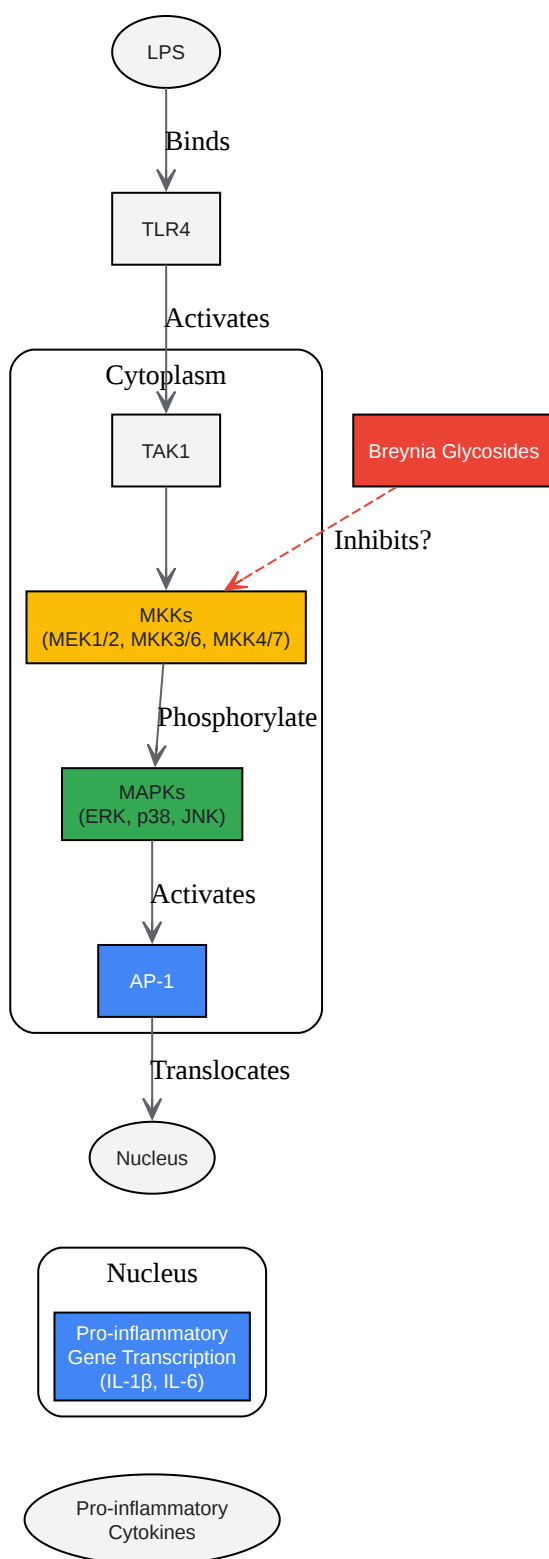 LPS
Binds
TLR4
Activates
Cytoplasm
TAK1
Breynia Glycosides
Inhibits?
MKKs
(MEK1/2, MKK3/6, MKK4/7)
Phosphorylate
MAPKs
(ERK, p38, JNK)
Activates
AP-1
Translocates
Nucleus
Nucleus
Pro-inflammatory
Gene Transcription
(IL-1β, IL-6)
Pro-inflammatory
Cytokines